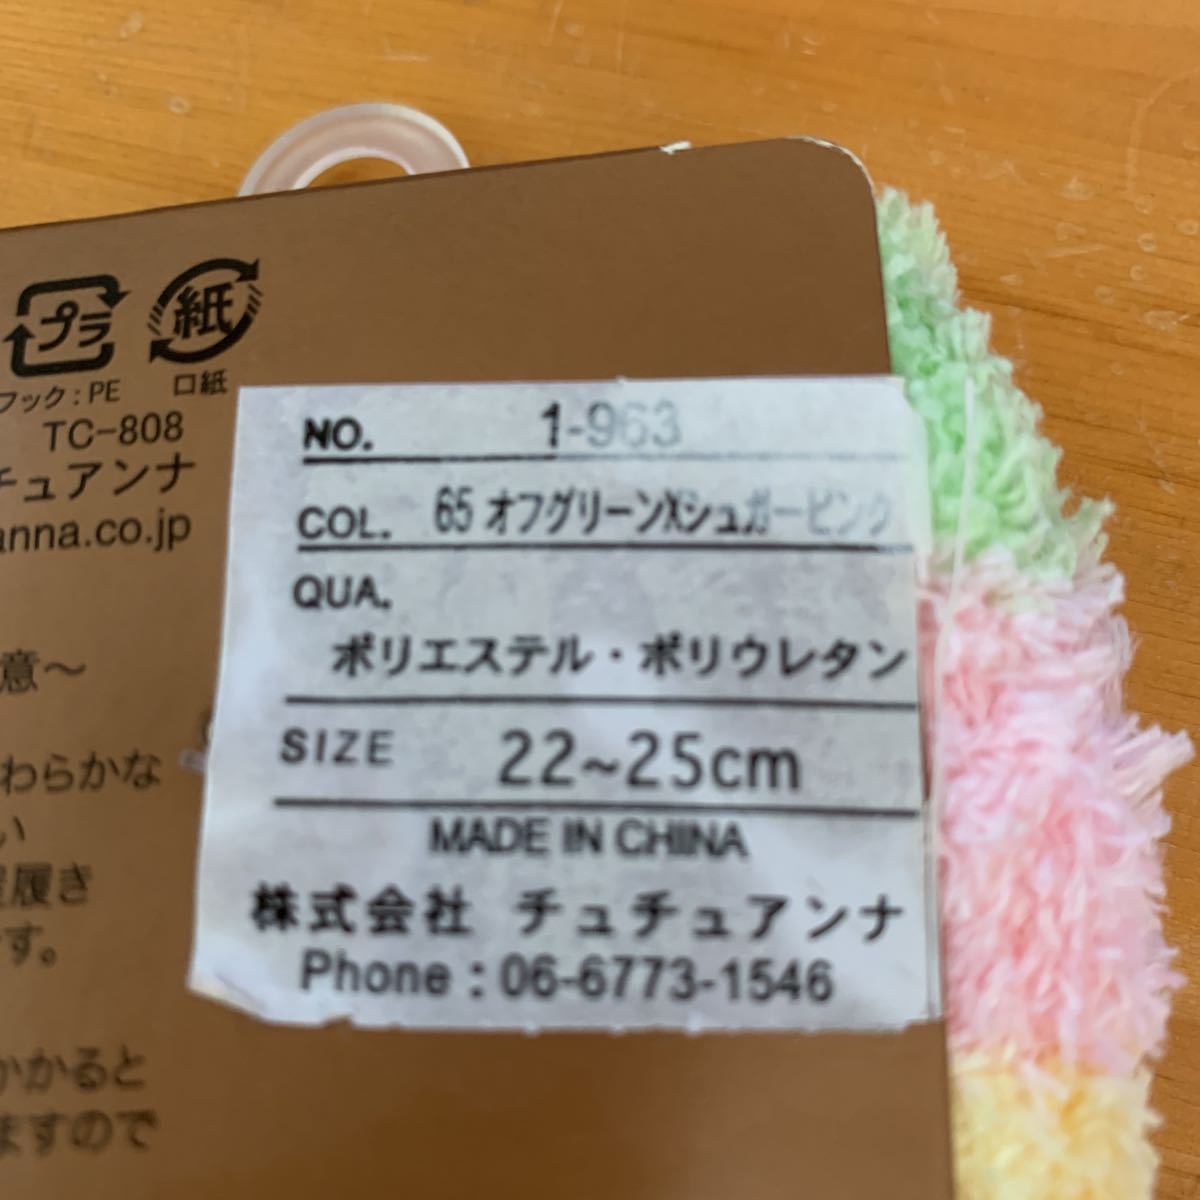 プラ
紙
フック:PE
口紙
TC-808
チュアンナ
anna.co.jp
意～
わらかな
い
履き
す。
かかると
ますので
NO. 1-963
COL. 65 オフグリーンXシュガーピンク
QUA.
ポリエステル・ポリウレタン
SIZE 22~25cm
MADE IN CHINA
株式会社 チュチュアンナ
Phone : 06-6773-1546